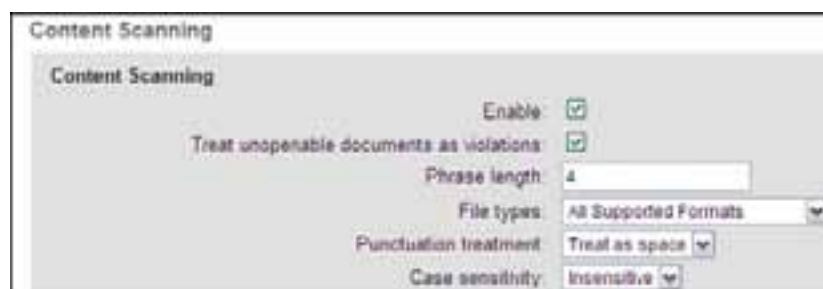 Content Scanning
Content Scanning
Enable:
Treat unopenable documents as violations:
Phrase length: 4
File types: All Supported Formats
Punctuation treatment: Treat as space
Case sensitivity: Insensitive